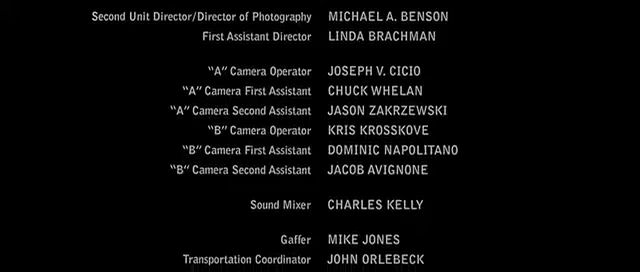 Second Unit Director/Director of Photography MICHAEL A. BENSON
First Assistant Director LINDA BRACHMAN
"A" Camera Operator JOSEPH V. CICIO
"A" Camera First Assistant CHUCK WHELAN
"A" Camera Second Assistant JASON ZAKRZEWSKI
"B" Camera Operator KRIS KROSSKOVE
"B" Camera First Assistant DOMINIC NAPOLITANO
"B" Camera Second Assistant JACOB AVIGNONE
Sound Mixer CHARLES KELLY
Gaffer MIKE JONES
Transportation Coordinator JOHN ORLEBECK